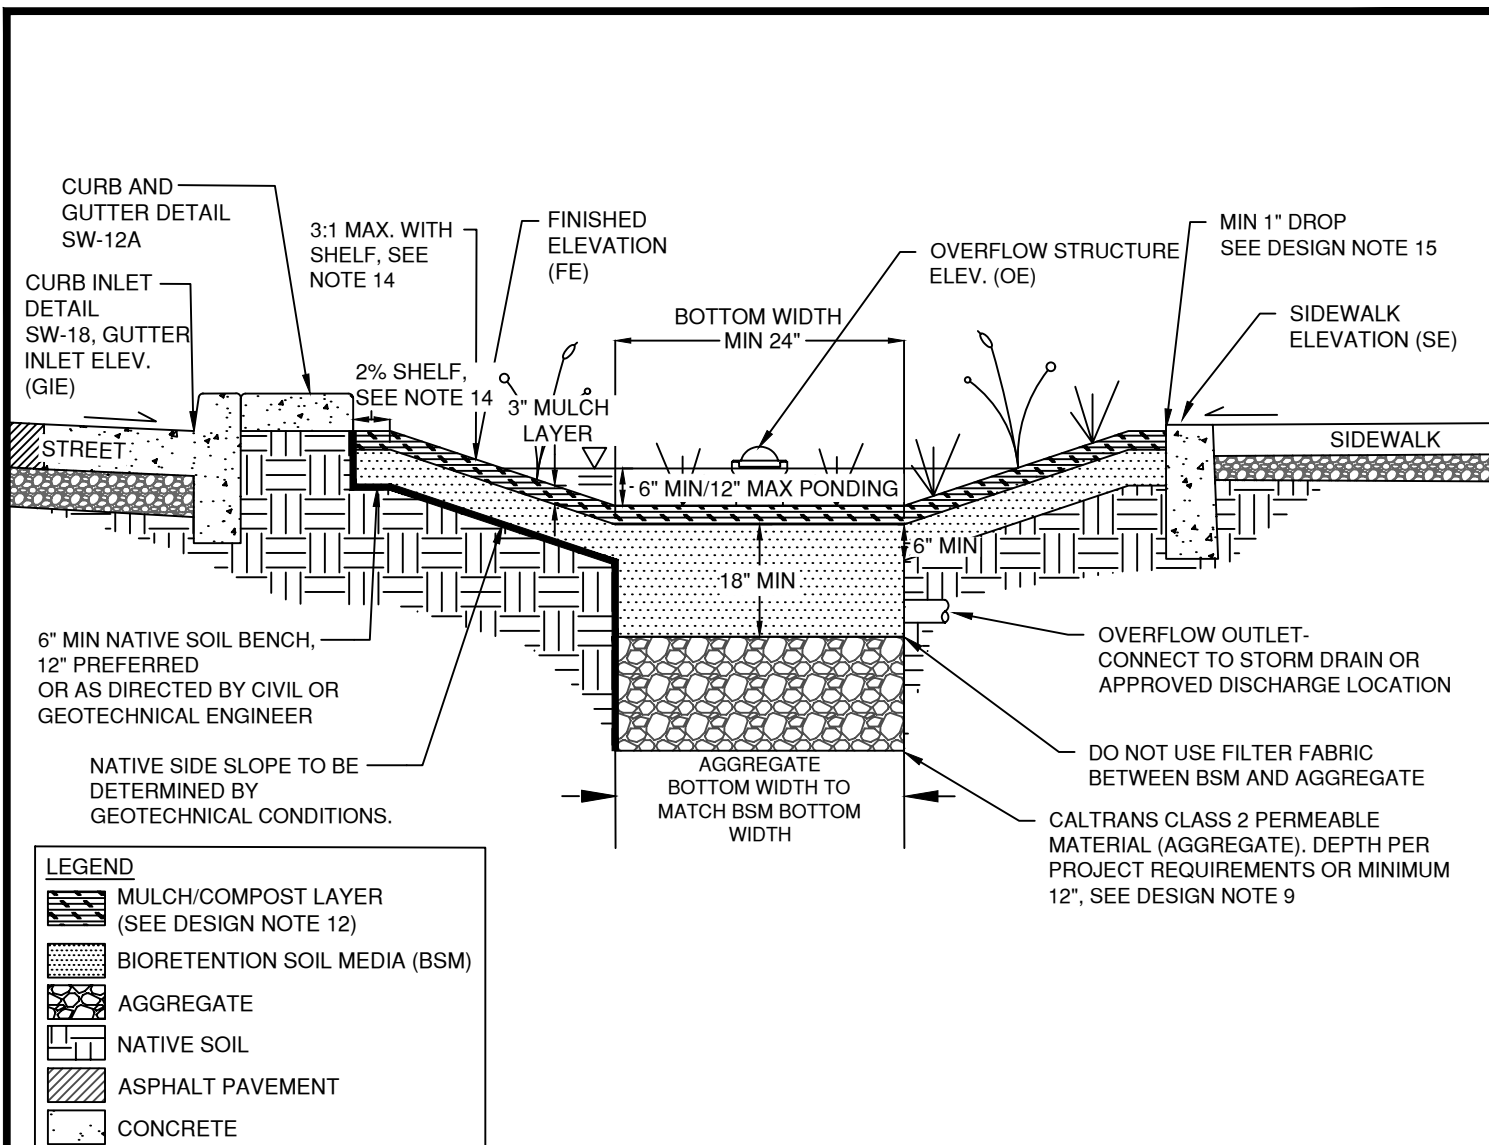 CURB AND
GUTTER DETAIL
SW-12A
3:1 MAX. WITH
SHELF, SEE
NOTE 14
FINISHED
ELEVATION
(FE)
OVERFLOW STRUCTURE
ELEV. (OE)
MIN 1" DROP
SEE DESIGN NOTE 15
CURB INLET
DETAIL
SW-18, GUTTER
INLET ELEV.
(GIE)
BOTTOM WIDTH
MIN 24"
SIDEWALK
ELEVATION (SE)
2% SHELF,
SEE NOTE 14
3" MULCH
LAYER
STREET
SIDEWALK
6" MIN/12" MAX PONDING
6" MIN
18" MIN
6" MIN NATIVE SOIL BENCH,
12" PREFERRED
OR AS DIRECTED BY CIVIL OR
GEOTECHNICAL ENGINEER
OVERFLOW OUTLET-
CONNECT TO STORM DRAIN OR
APPROVED DISCHARGE LOCATION
NATIVE SIDE SLOPE TO BE
DETERMINED BY
GEOTECHNICAL CONDITIONS.
AGGREGATE
BOTTOM WIDTH TO
MATCH BSM BOTTOM
WIDTH
DO NOT USE FILTER FABRIC
BETWEEN BSM AND AGGREGATE
CALTRANS CLASS 2 PERMEABLE
MATERIAL (AGGREGATE). DEPTH PER
PROJECT REQUIREMENTS OR MINIMUM
12", SEE DESIGN NOTE 9
LEGEND
MULCH/COMPOST LAYER
(SEE DESIGN NOTE 12)
BIORETENTION SOIL MEDIA (BSM)
AGGREGATE
NATIVE SOIL
ASPHALT PAVEMENT
CONCRETE